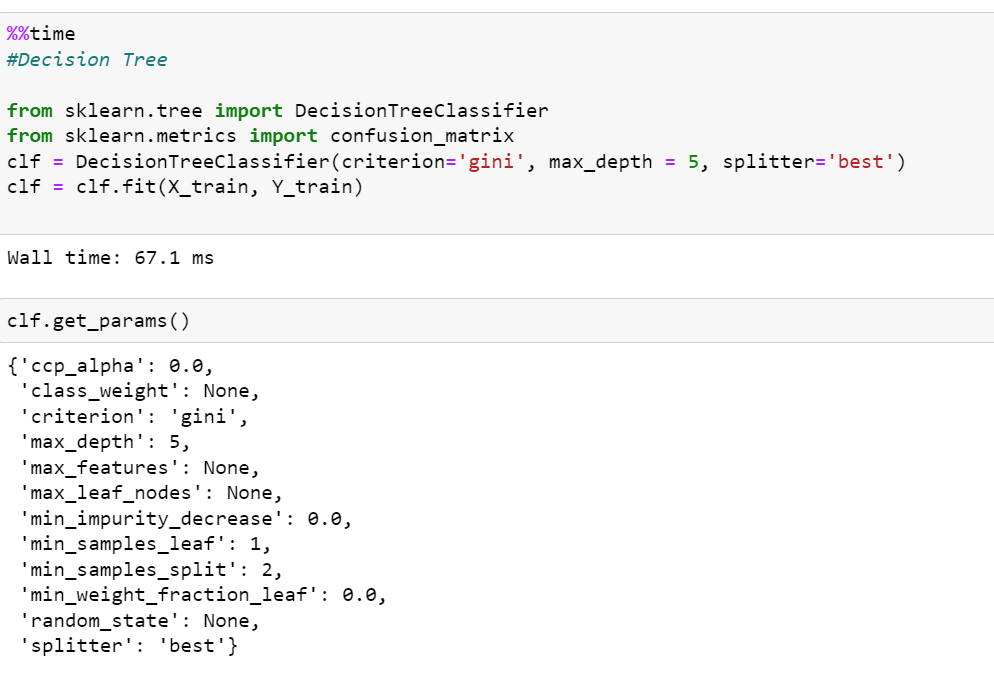 %%time
#Decision Tree
from sklearn.tree import DecisionTreeClassifier
from sklearn.metrics import confusion_matrix
clf = DecisionTreeClassifier(criterion='gini', max_depth = 5, splitter='best')
clf = clf.fit(X_train, Y_train)
Wall time: 67.1 ms
clf.get_params()
{'ccp_alpha': 0.0,
 'class_weight': None,
 'criterion': 'gini',
 'max_depth': 5,
 'max_features': None,
 'max_leaf_nodes': None,
 'min_impurity_decrease': 0.0,
 'min_samples_leaf': 1,
 'min_samples_split': 2,
 'min_weight_fraction_leaf': 0.0,
 'random_state': None,
 'splitter': 'best'}